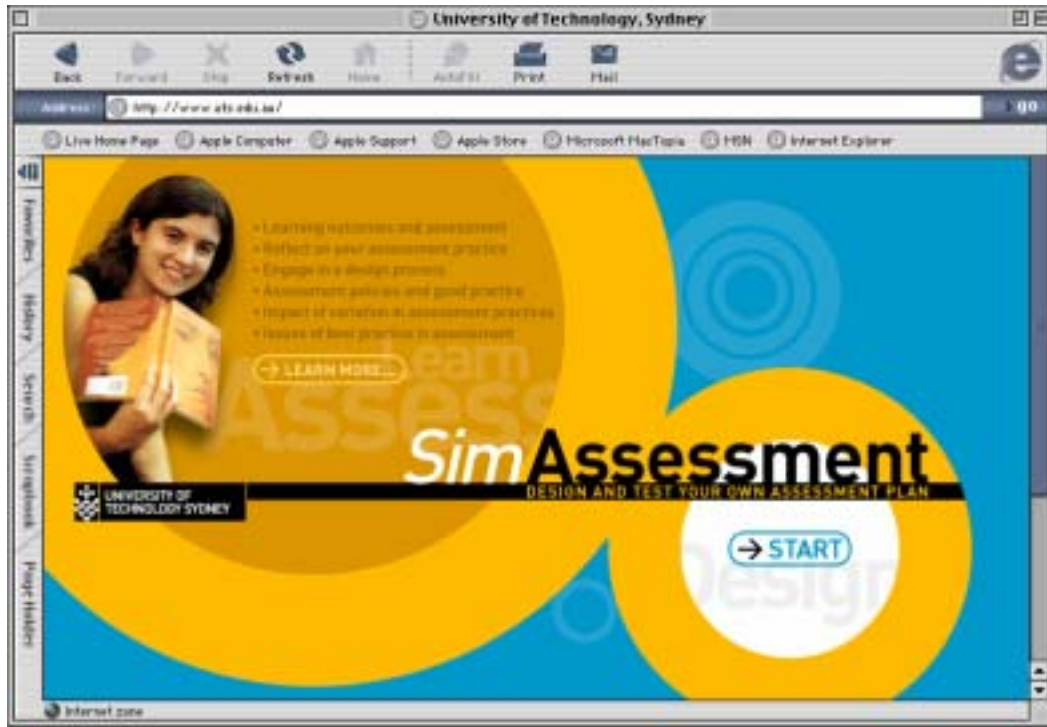 University of Technology, Sydney
Back Forward Stop Refresh Home AutoFill Print Mail
Address: http://www.uts.edu.au/ go
Live Home Page Apple Computer Apple Support Apple Store Microsoft MacTopia MSN Internet Explorer
Favorites
History
Search
Scrapbook
Page Holder
• Learning outcomes and assessment
• Reflect on your assessment practice
• Engage in a design process
• Assessment policies and good practice
• Impact of variation in assessment practices
• Issues of best practice in assessment
→ LEARN MORE...
Learn
Assess
SimAssessment
DESIGN AND TEST YOUR OWN ASSESSMENT PLAN
UNIVERSITY OF
TECHNOLOGY SYDNEY
→ START
Design
Internet zone